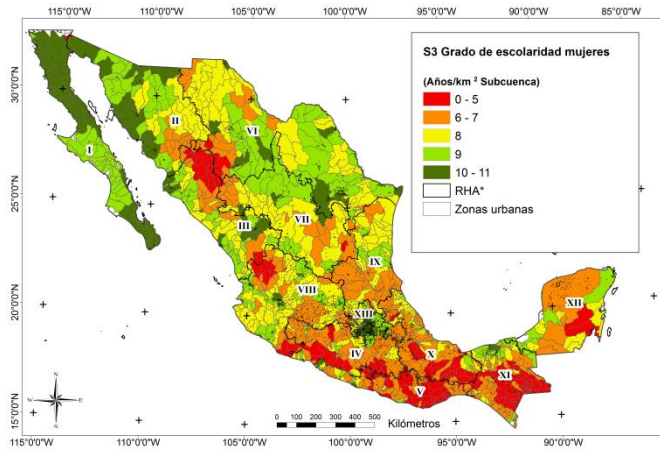 115°0'0"W 110°0'0"W 105°0'0"W 100°0'0"W 95°0'0"W 90°0'0"W 85°0'0"W
S3 Grado de escolaridad mujeres
(Años/km ² Subcuenca)
0 - 5
6 - 7
8
9
10 - 11
RHA*
Zonas urbanas
30°0'0"N
25°0'0"N
20°0'0"N
15°0'0"N
I
II
VI
III
VII
IX
VIII
XIII
IV
X
V
XI
XII
N
W E
S
0 50 100 200 300 400 500
Kilómetros
115°0'0"W 110°0'0"W 105°0'0"W 100°0'0"W 95°0'0"W 90°0'0"W